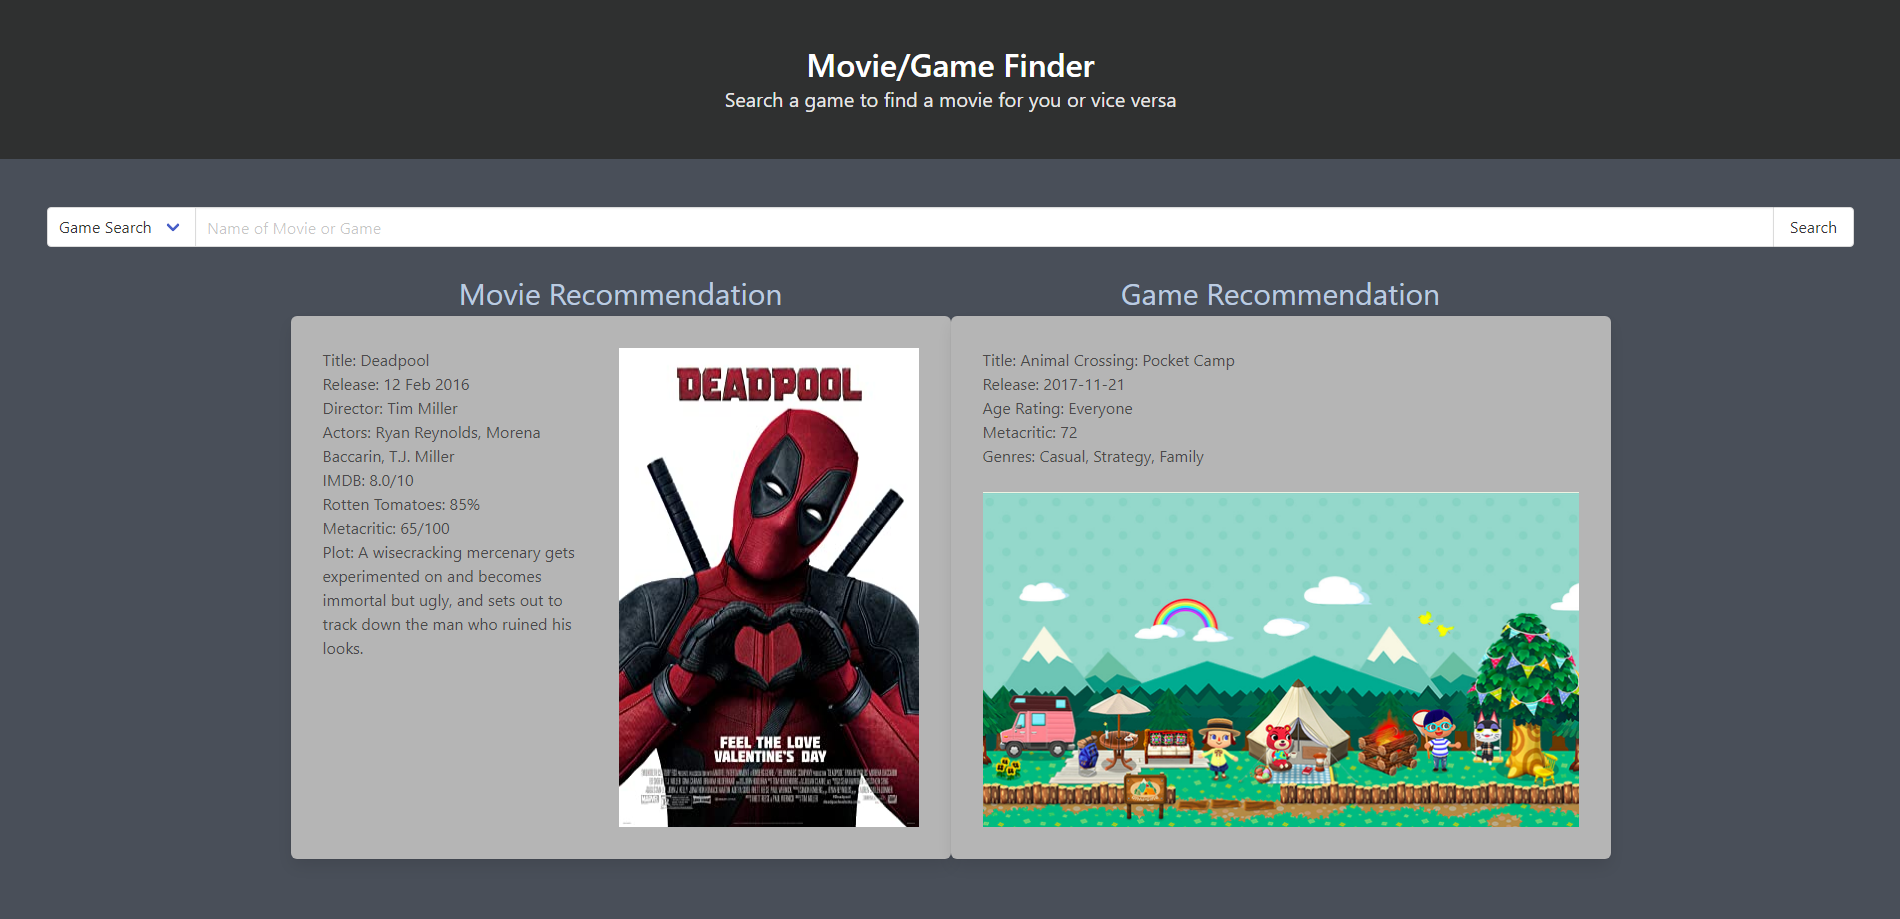 Movie/Game Finder
Search a game to find a movie for you or vice versa
Game Search
Name of Movie or Game
Search
Movie Recommendation
Title: Deadpool
Release: 12 Feb 2016
Director: Tim Miller
Actors: Ryan Reynolds, Morena
Baccarin, T.J. Miller
IMDB: 8.0/10
Rotten Tomatoes: 85%
Metacritic: 65/100
Plot: A wisecracking mercenary gets
experimented on and becomes
immortal but ugly, and sets out to
track down the man who ruined his
looks.
DEADPOOL
FEEL THE LOVE
VALENTINE'S DAY
Game Recommendation
Title: Animal Crossing: Pocket Camp
Release: 2017-11-21
Age Rating: Everyone
Metacritic: 72
Genres: Casual, Strategy, Family